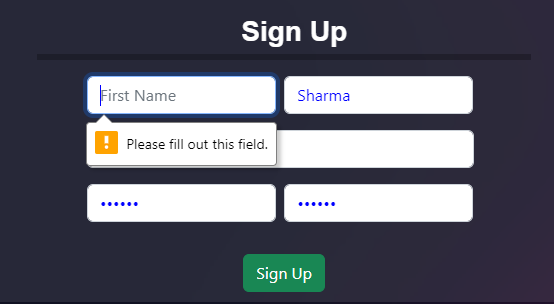 Sign Up
First Name
Sharma
Please fill out this field.
••••••
••••••
Sign Up